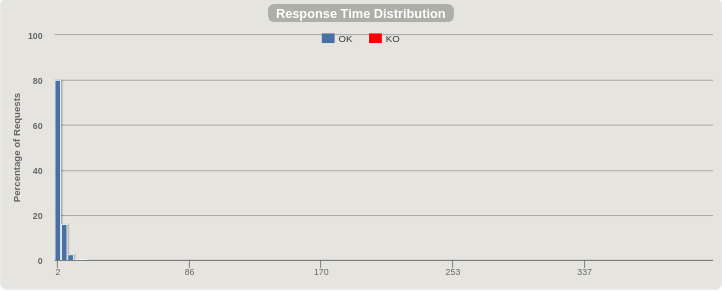 Response Time Distribution
OK KO
Percentage of Requests
100
80
60
40
20
0
2 86 170 253 337